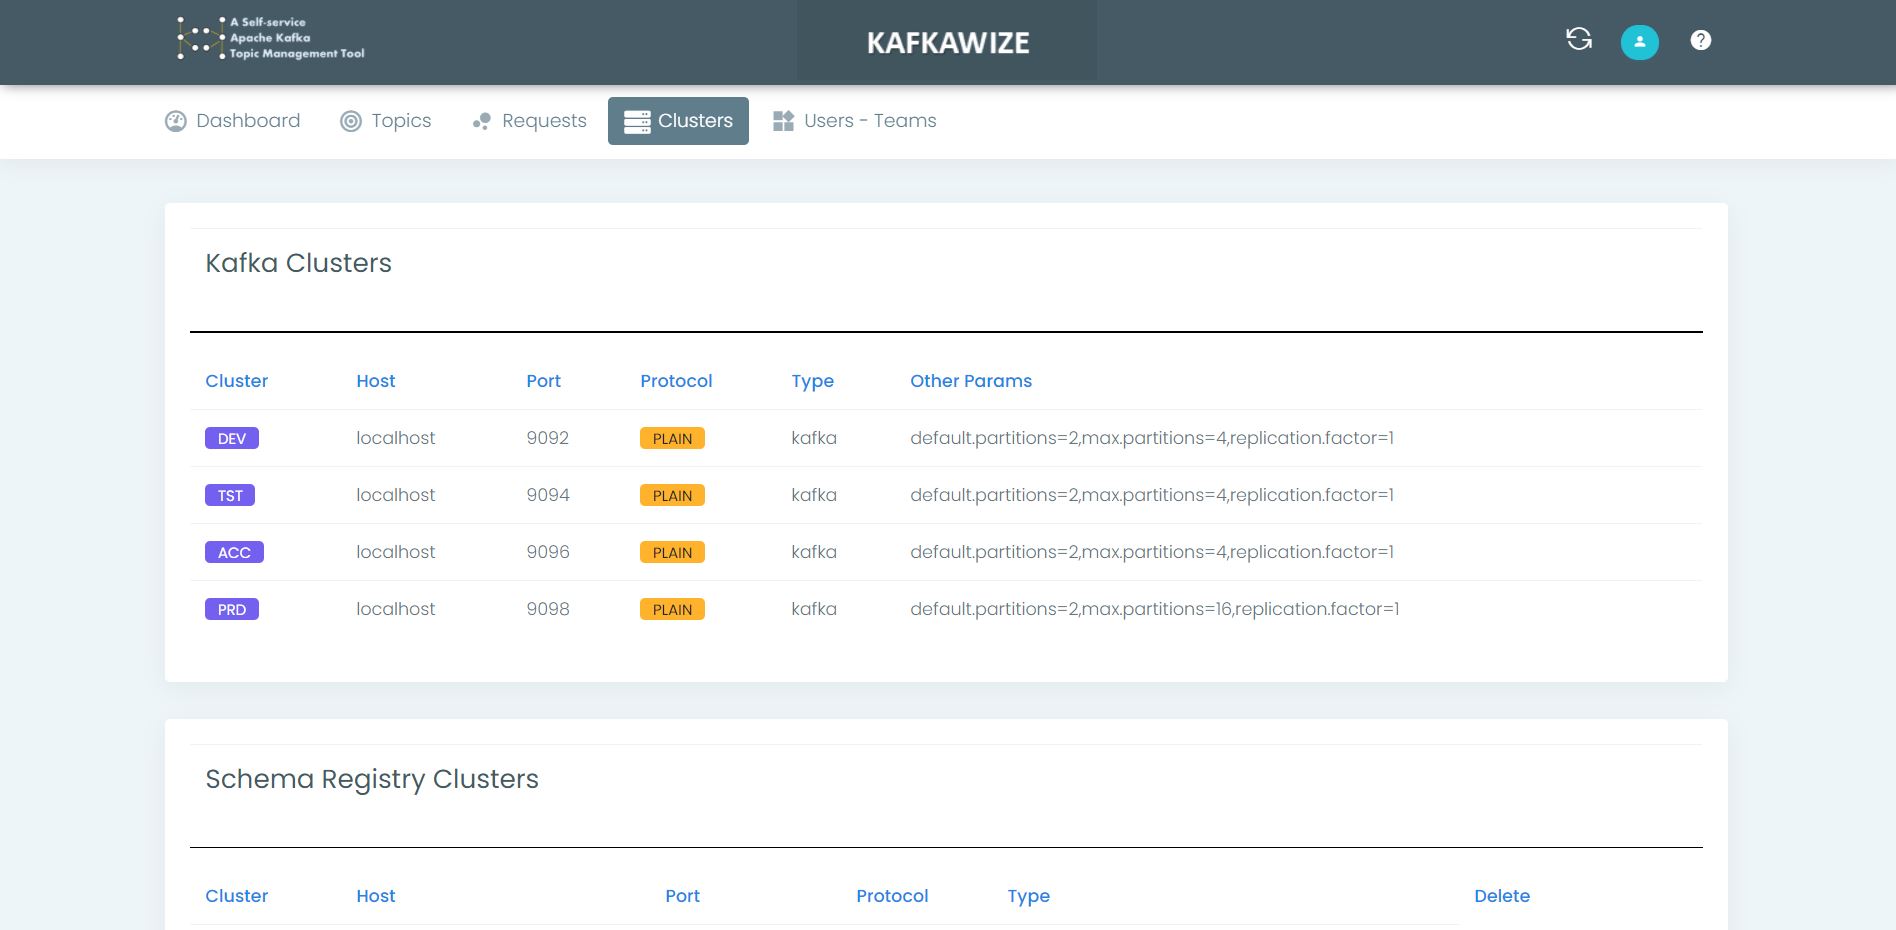 A Self-service
Apache Kafka
Topic Management Tool
KAFKAWIZE
?
Dashboard Topics Requests Clusters Users - Teams
Kafka Clusters
Cluster Host Port Protocol Type Other Params
DEV localhost 9092 PLAIN kafka default.partitions=2,max.partitions=4,replication.factor=1
TST localhost 9094 PLAIN kafka default.partitions=2,max.partitions=4,replication.factor=1
ACC localhost 9096 PLAIN kafka default.partitions=2,max.partitions=4,replication.factor=1
PRD localhost 9098 PLAIN kafka default.partitions=2,max.partitions=16,replication.factor=1
Schema Registry Clusters
Cluster Host Port Protocol Type Delete